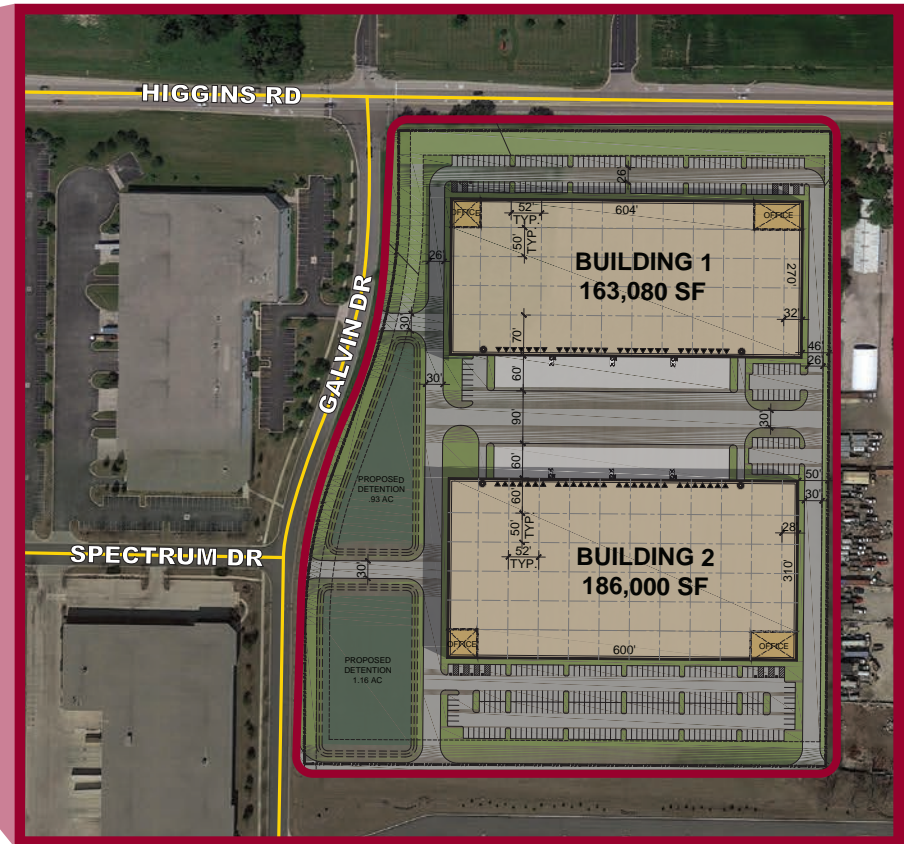 HIGGINS RD
26'
OFFICE
52'
TYP.
604'
OFFICE
50'
TYP.
BUILDING 1
163,080 SF
26'
270'
GALVIN DR
30'
70'
32'
46'
26'
60'
30'
90'
30'
60'
50'
30'
PROPOSED
DETENTION
.93 AC
60'
50'
TYP.
28'
52'
TYP.
BUILDING 2
186,000 SF
310'
SPECTRUM DR
30'
OFFICE
600'
OFFICE
PROPOSED
DETENTION
1.16 AC